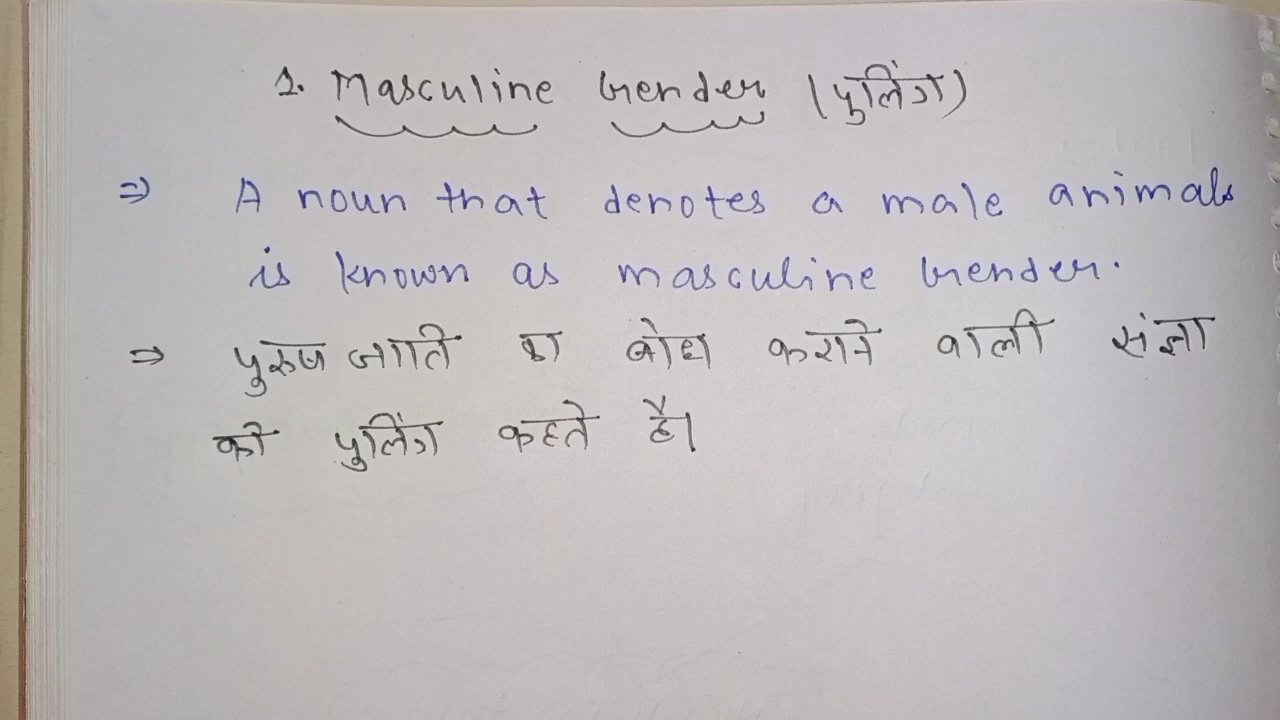 1. Masculine Gender (पुलिंग)
⇒ A noun that denotes a male animals
is known as masculine Gender.
⇒ पुरुष जाति का बोध कराने वाली संज्ञा
को पुलिंग कहते है।